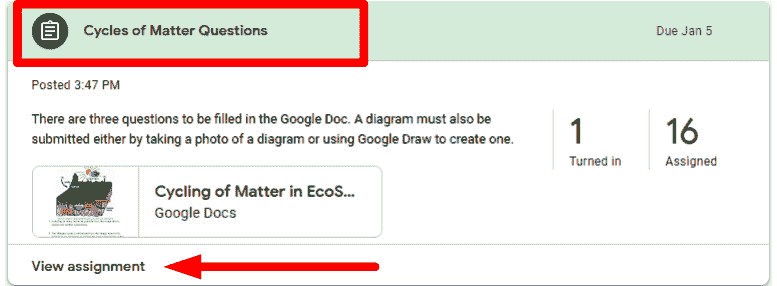 Cycles of Matter Questions
Due Jan 5
Posted 3:47 PM
There are three questions to be filled in the Google Doc. A diagram must also be
submitted either by taking a photo of a diagram or using Google Draw to create one.
1
Turned in
16
Assigned
Cycling of Matter in EcoS...
Google Docs
View assignment